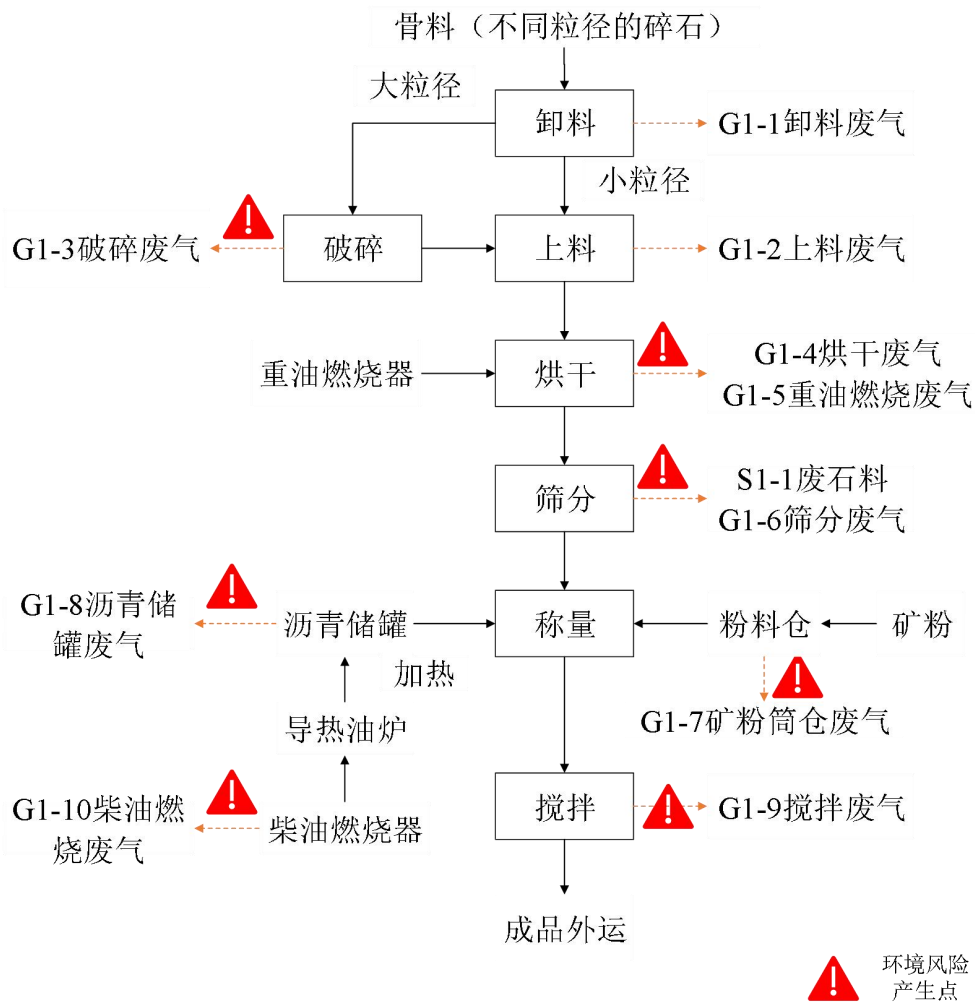 骨料（不同粒径的碎石）
大粒径
卸料
G1-1卸料废气
小粒径
G1-3破碎废气
破碎
上料
G1-2上料废气
重油燃烧器
烘干
G1-4烘干废气
G1-5重油燃烧废气
筛分
S1-1废石料
G1-6筛分废气
G1-8沥青储
罐废气
沥青储罐
称量
粉料仓
矿粉
加热
G1-7矿粉筒仓废气
导热油炉
G1-10柴油燃
烧废气
柴油燃烧器
搅拌
G1-9搅拌废气
成品外运
环境风险
产生点